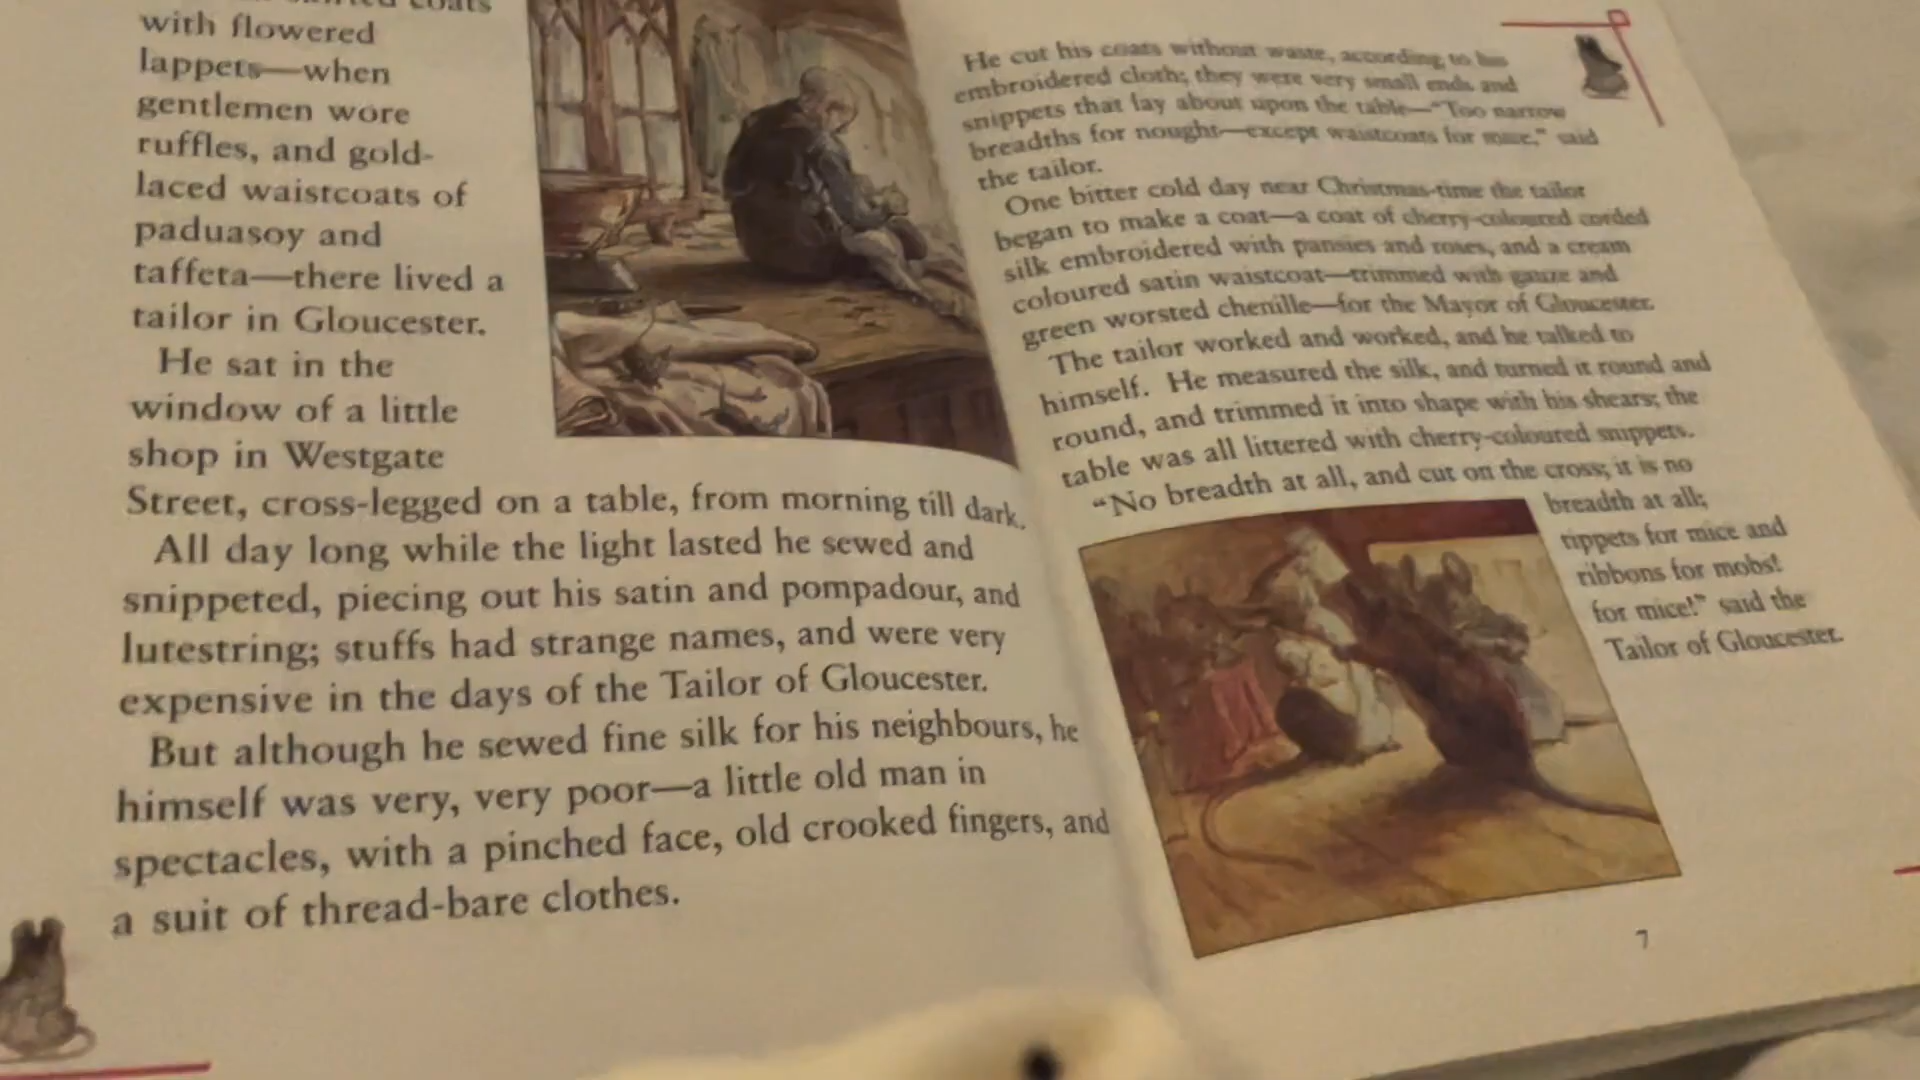 coats
with flowered
lappets—when
gentlemen wore
ruffles, and gold-
laced waistcoats of
paduasoy and
taffeta—there lived a
tailor in Gloucester.
He sat in the
window of a little
shop in Westgate
Street, cross-legged on a table, from morning till dark.
All day long while the light lasted he sewed and
snippeted, piecing out his satin and pompadour, and
lutestring; stuffs had strange names, and were very
expensive in the days of the Tailor of Gloucester.
But although he sewed fine silk for his neighbours, he
himself was very, very poor—a little old man in
spectacles, with a pinched face, old crooked fingers, and
a suit of thread-bare clothes.
He cut his coats without waste, according to his
embroidered cloth; they were very small ends and
snippets that lay about upon the table—"Too narrow
breadths for nought—except waistcoats for mice," said
the tailor.
One bitter cold day near Christmas-time the tailor
began to make a coat—a coat of cherry-coloured corded
silk embroidered with pansies and roses, and a cream
coloured satin waistcoat—trimmed with gauze and
green worsted chenille—for the Mayor of Gloucester.
The tailor worked and worked, and he talked to
himself. He measured the silk, and turned it round and
round, and trimmed it into shape with his shears; the
table was all littered with cherry-coloured snippets.
"No breadth at all, and cut on the cross; it is no
breadth at all;
tippets for mice and
ribbons for mobs!
for mice!" said the
Tailor of Gloucester.
7